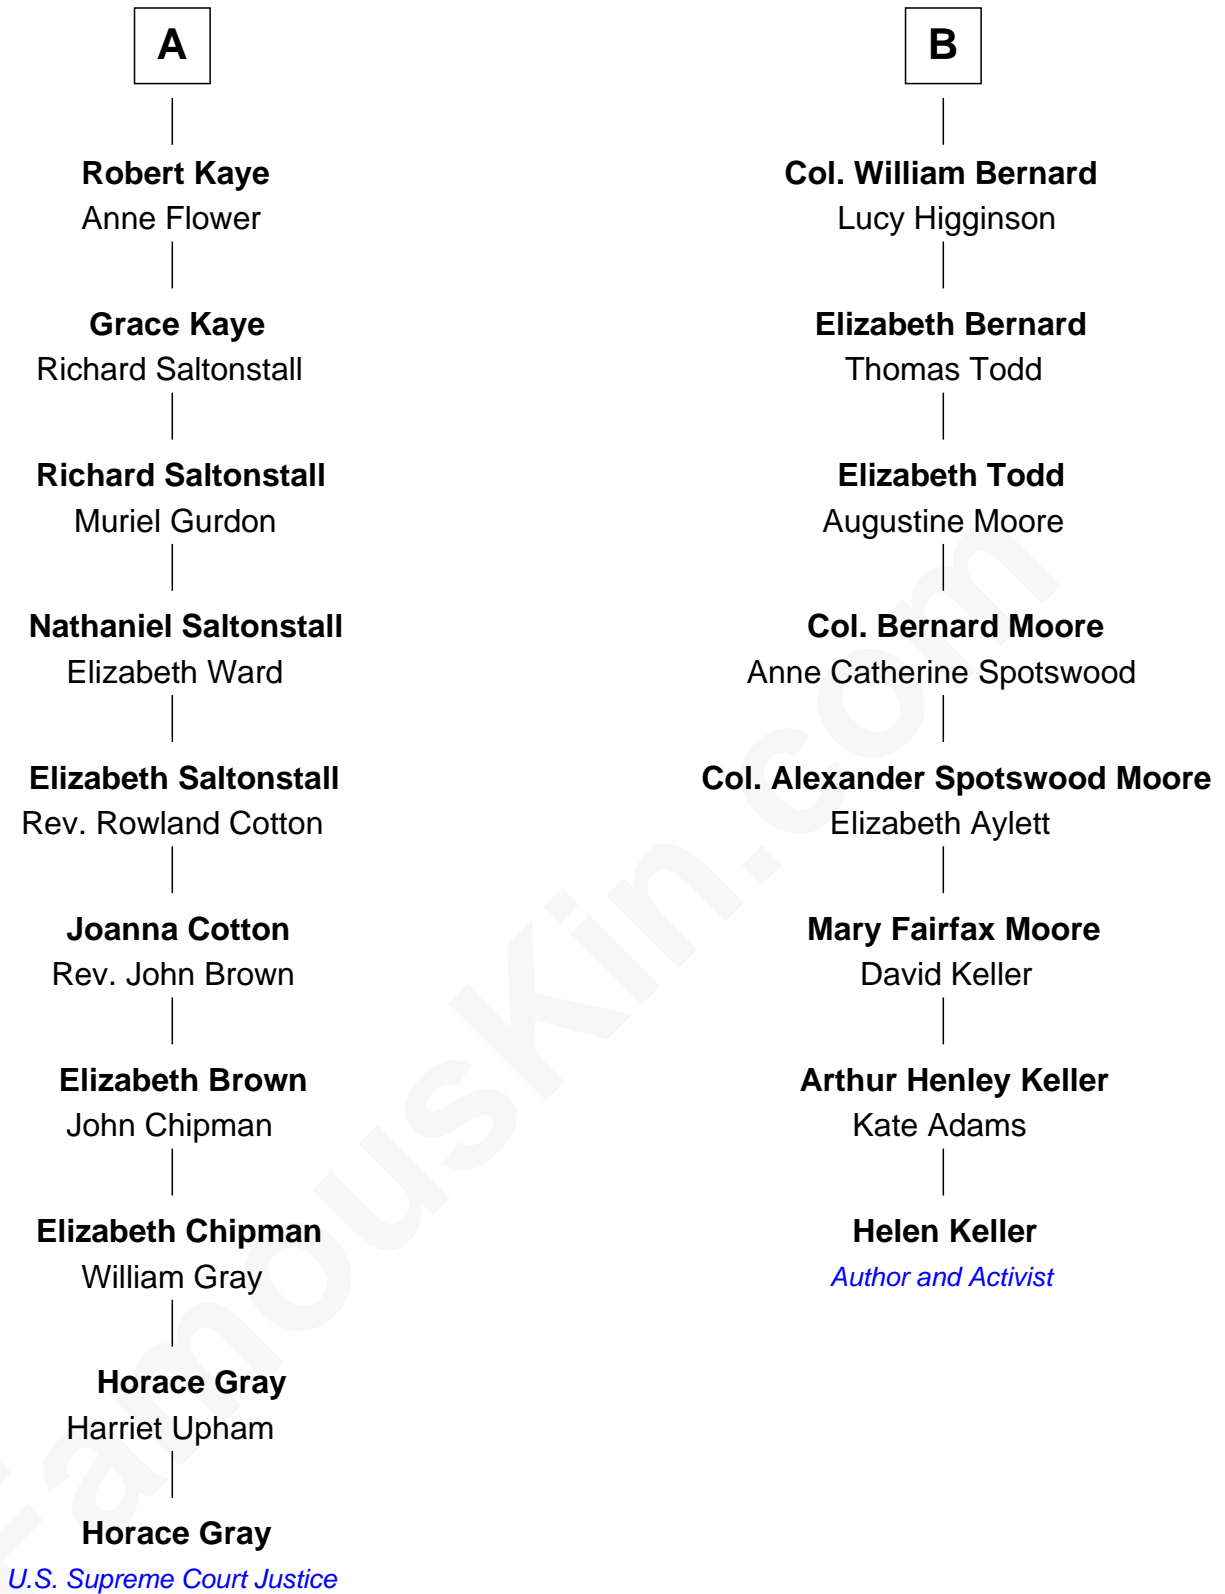 A
Robert Kaye
Anne Flower
Grace Kaye
Richard Saltonstall
Richard Saltonstall
Muriel Gurdon
Nathaniel Saltonstall
Elizabeth Ward
Elizabeth Saltonstall
Rev. Rowland Cotton
Joanna Cotton
Rev. John Brown
Elizabeth Brown
John Chipman
Elizabeth Chipman
William Gray
Horace Gray
Harriet Upham
Horace Gray
U.S. Supreme Court Justice
B
Col. William Bernard
Lucy Higginson
Elizabeth Bernard
Thomas Todd
Elizabeth Todd
Augustine Moore
Col. Bernard Moore
Anne Catherine Spotswood
Col. Alexander Spotswood Moore
Elizabeth Aylett
Mary Fairfax Moore
David Keller
Arthur Henley Keller
Kate Adams
Helen Keller
Author and Activist
FamousKin.com